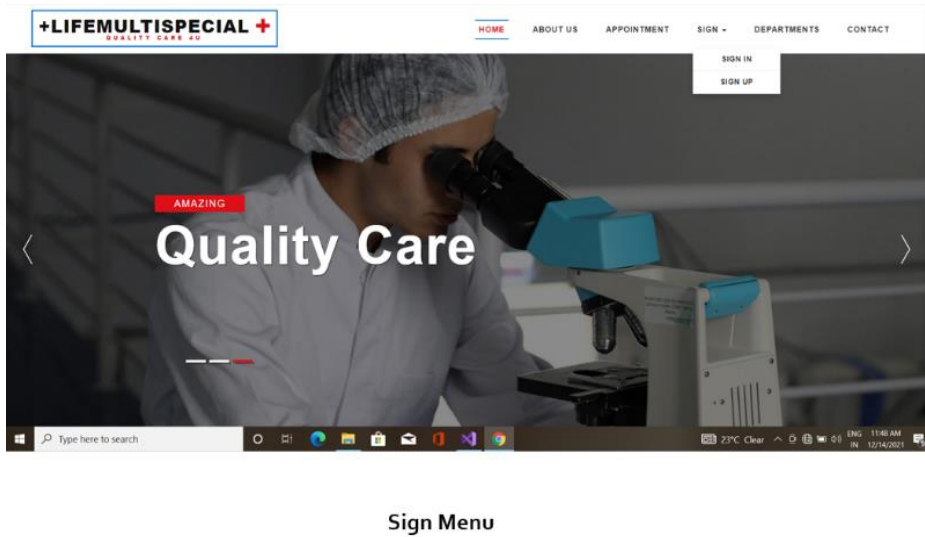 +LIFEMULTISPECIAL +
QUALITY CARE 4U
HOME ABOUT US APPOINTMENT SIGN DEPARTMENTS CONTACT
SIGN IN
SIGN UP
AMAZING
Quality Care
Type here to search
23°C Clear
ENG 11:48 AM
IN 12/14/2021
Sign Menu